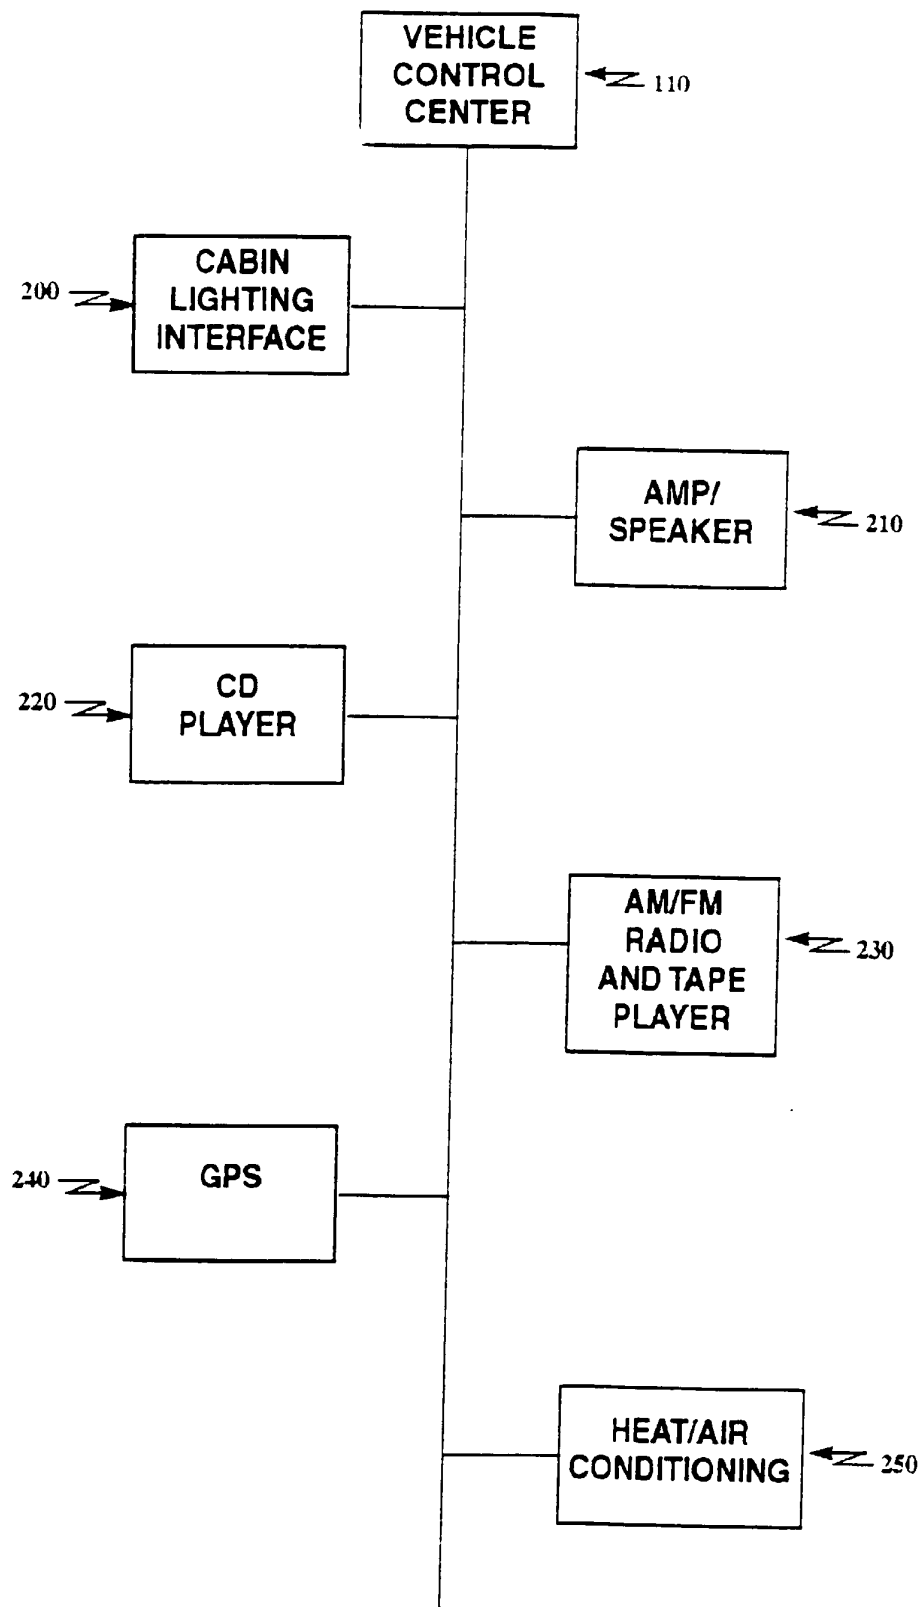 VEHICLE
CONTROL
CENTER
110
CABIN
LIGHTING
INTERFACE
200
AMP/
SPEAKER
210
CD
PLAYER
220
AM/FM
RADIO
AND TAPE
PLAYER
230
GPS
240
HEAT/AIR
CONDITIONING
250